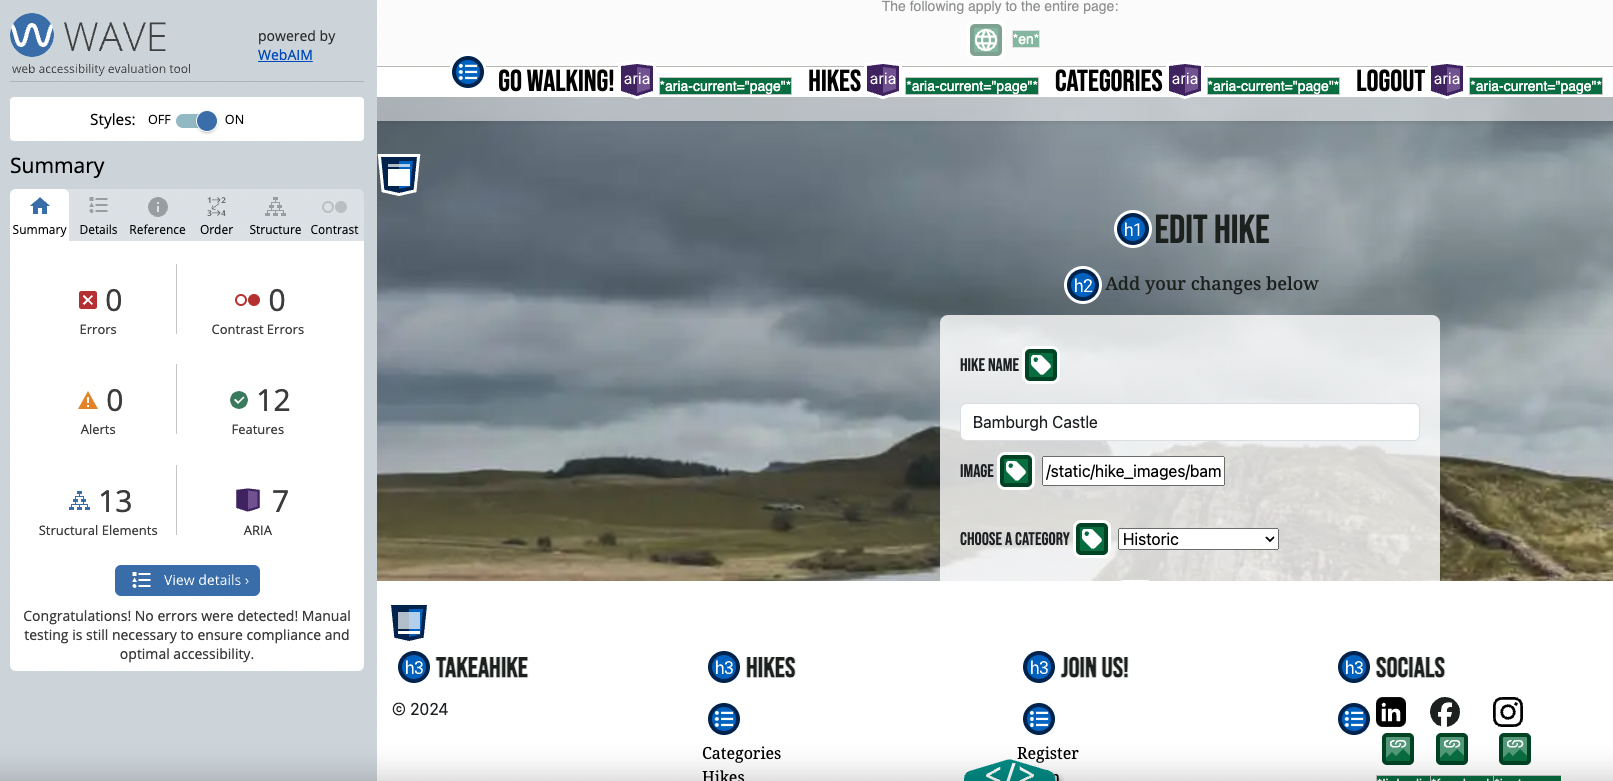 WAVE
web accessibility evaluation tool
powered by
WebAIM
Styles: OFF ON
Summary
Summary Details Reference Order Structure Contrast
0
Errors
0
Contrast Errors
0
Alerts
12
Features
13
Structural Elements
7
ARIA
View details ›
Congratulations! No errors were detected! Manual
testing is still necessary to ensure compliance and
optimal accessibility.
The following apply to the entire page:
*en*
GO WALKING! aria *aria-current="page"* HIKES aria *aria-current="page"* CATEGORIES aria *aria-current="page"* LOGOUT aria *aria-current="page"*
h1 EDIT HIKE
h2 Add your changes below
HIKE NAME
Bamburgh Castle
IMAGE /static/hike_images/bam
CHOOSE A CATEGORY Historic
h3 TAKEAHIKE
© 2024
h3 HIKES
Categories
Hikes
h3 JOIN US!
Register
h3 SOCIALS